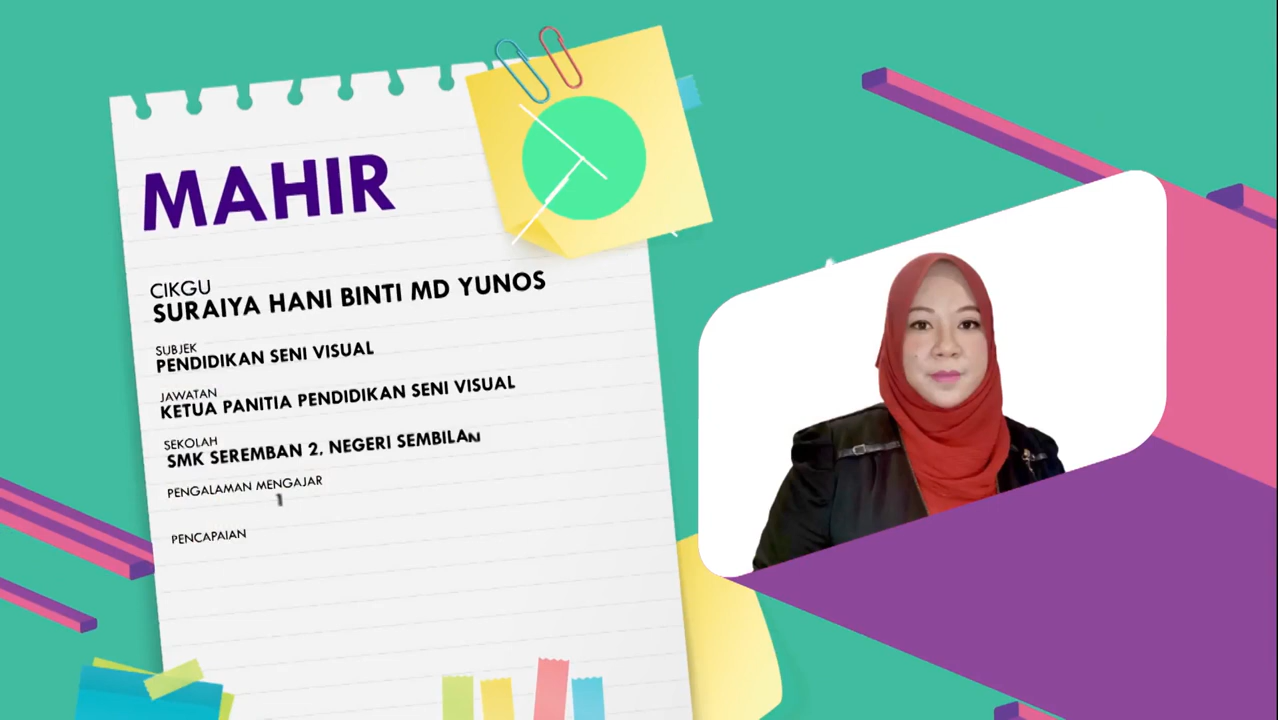 MAHIR
CIKGU
SURAIYA HANI BINTI MD YUNOS
SUBJEK
PENDIDIKAN SENI VISUAL
JAWATAN
KETUA PANITIA PENDIDIKAN SENI VISUAL
SEKOLAH
SMK SEREMBAN 2, NEGERI SEMBILAN
PENGALAMAN MENGAJAR
1
PENCAPAIAN